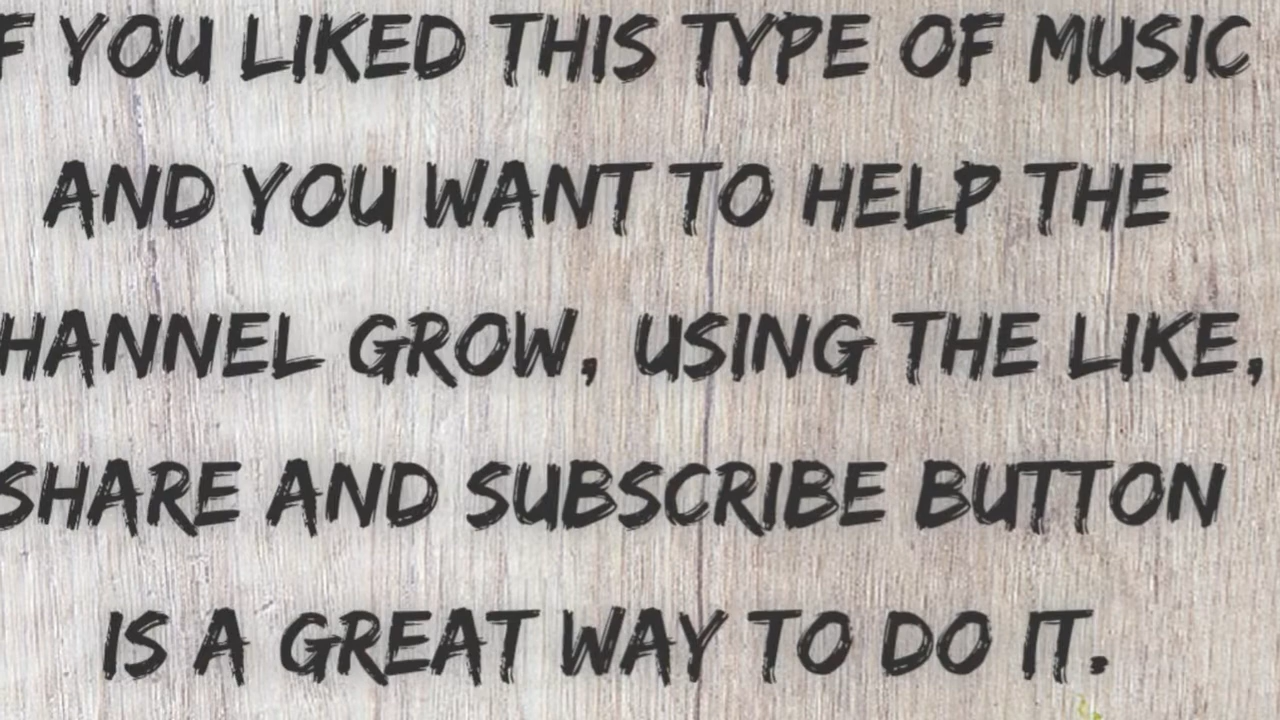 F YOU LIKED THIS TYPE OF MUSIC
AND YOU WANT TO HELP THE
HANNEL GROW, USING THE LIKE,
SHARE AND SUBSCRIBE BUTTON
IS A GREAT WAY TO DO IT.